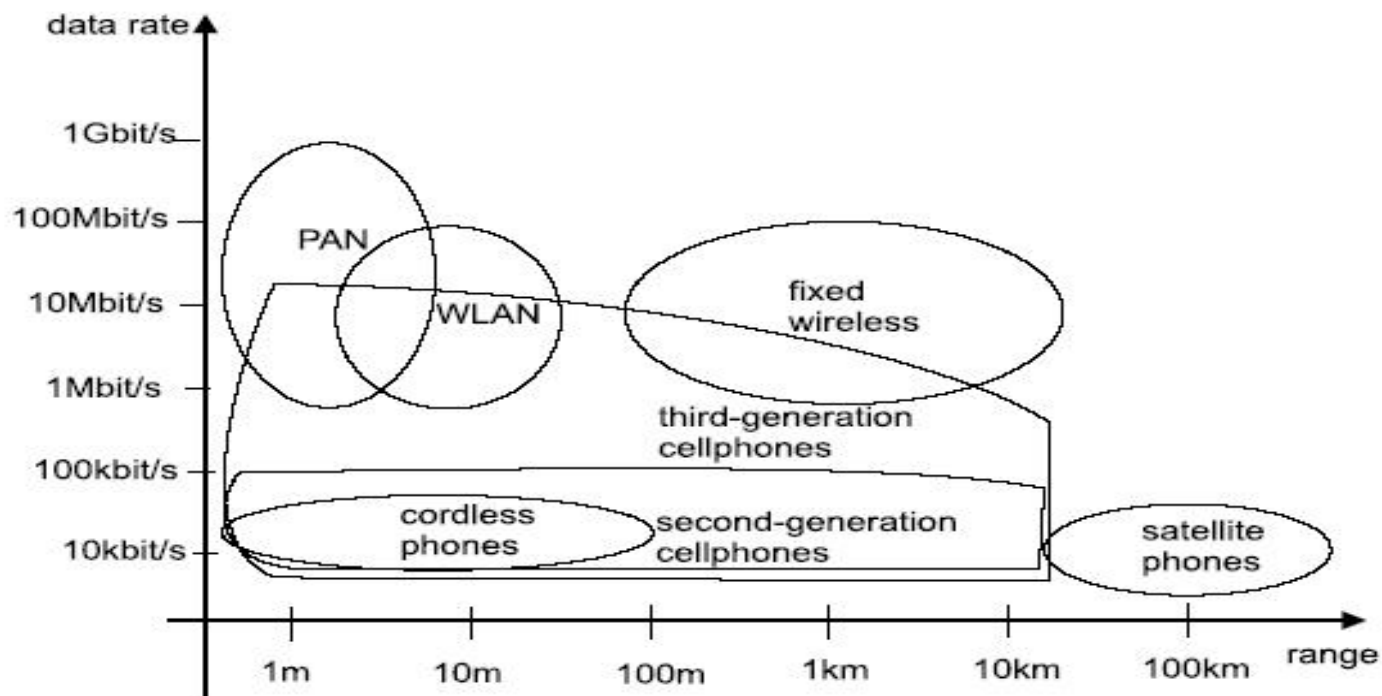 data rate
1Gbit/s
100Mbit/s
PAN
10Mbit/s
WLAN
fixed
wireless
1Mbit/s
third-generation
cellphones
100kbit/s
cordless
phones
second-generation
cellphones
satellite
phones
10kbit/s
1m
10m
100m
1km
10km
100km
range